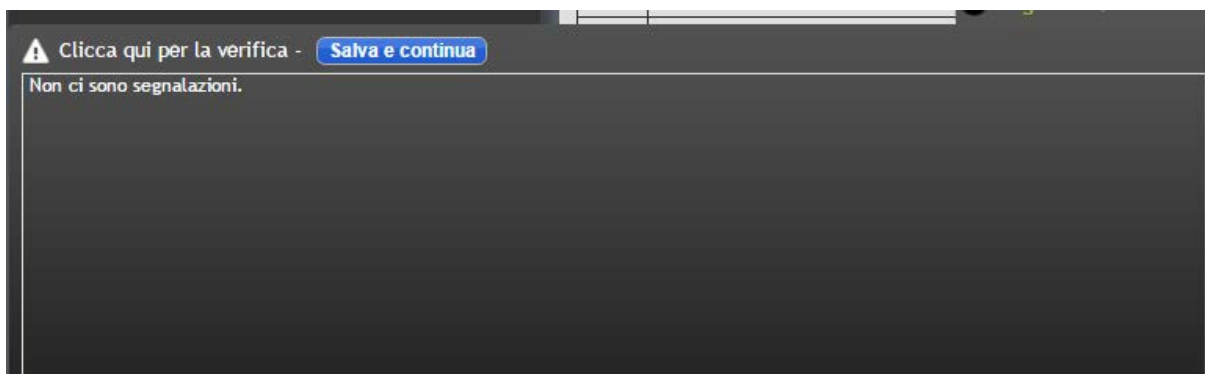 Clicca qui per la verifica - Salva e continua
Non ci sono segnalazioni.